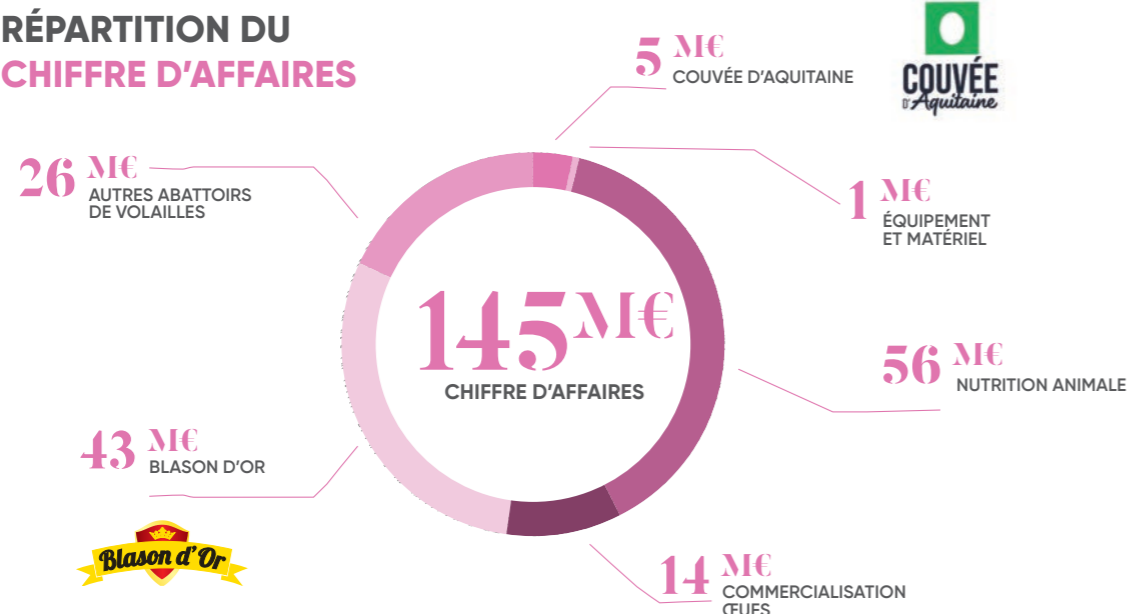 RÉPARTITION DU
CHIFFRE D'AFFAIRES
5 M€
COUVÉE D'AQUITAINE
COUVÉE
D'Aquitaine
26 M€
AUTRES ABATTOIRS
DE VOLAILLES
1 M€
ÉQUIPEMENT
ET MATÉRIEL
145 M€
CHIFFRE D'AFFAIRES
56 M€
NUTRITION ANIMALE
43 M€
BLASON D'OR
Blason d'Or
14 M€
COMMERCIALISATION
ŒUFS